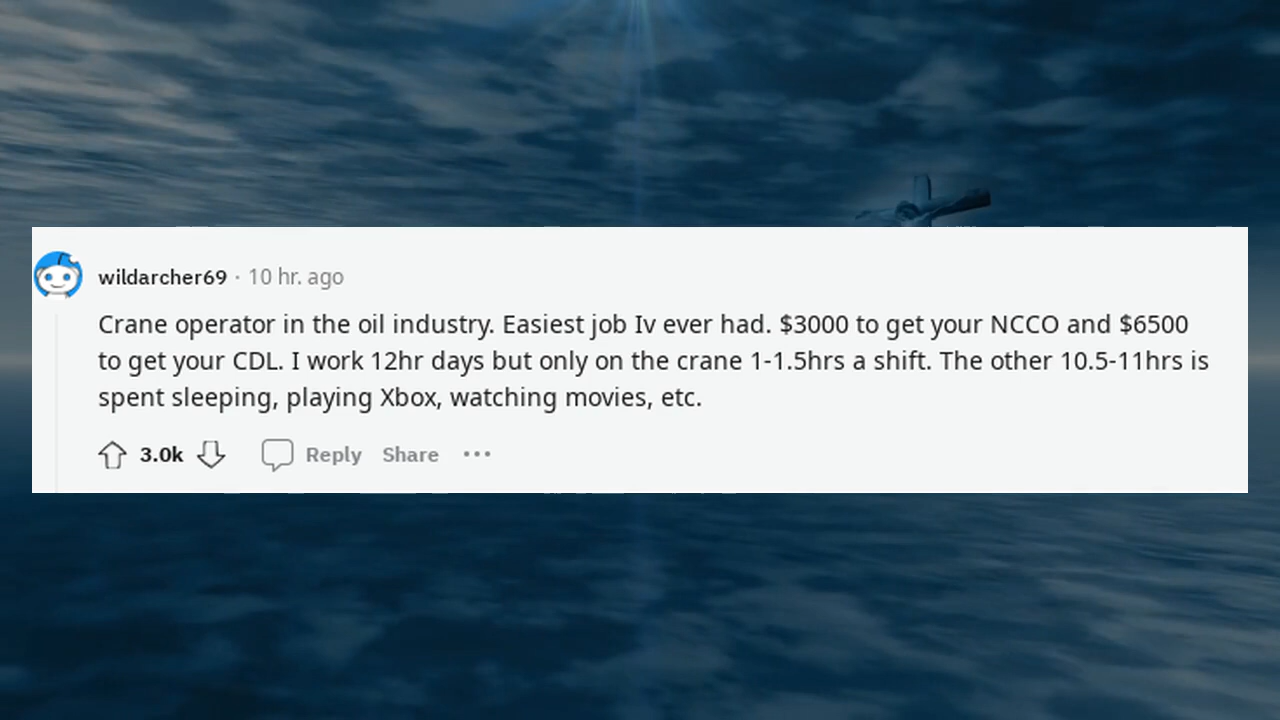 wildarcher69 · 10 hr. ago
Crane operator in the oil industry. Easiest job Iv ever had. $3000 to get your NCCO and $6500
to get your CDL. I work 12hr days but only on the crane 1-1.5hrs a shift. The other 10.5-11hrs is
spent sleeping, playing Xbox, watching movies, etc.
3.0k Reply Share •••